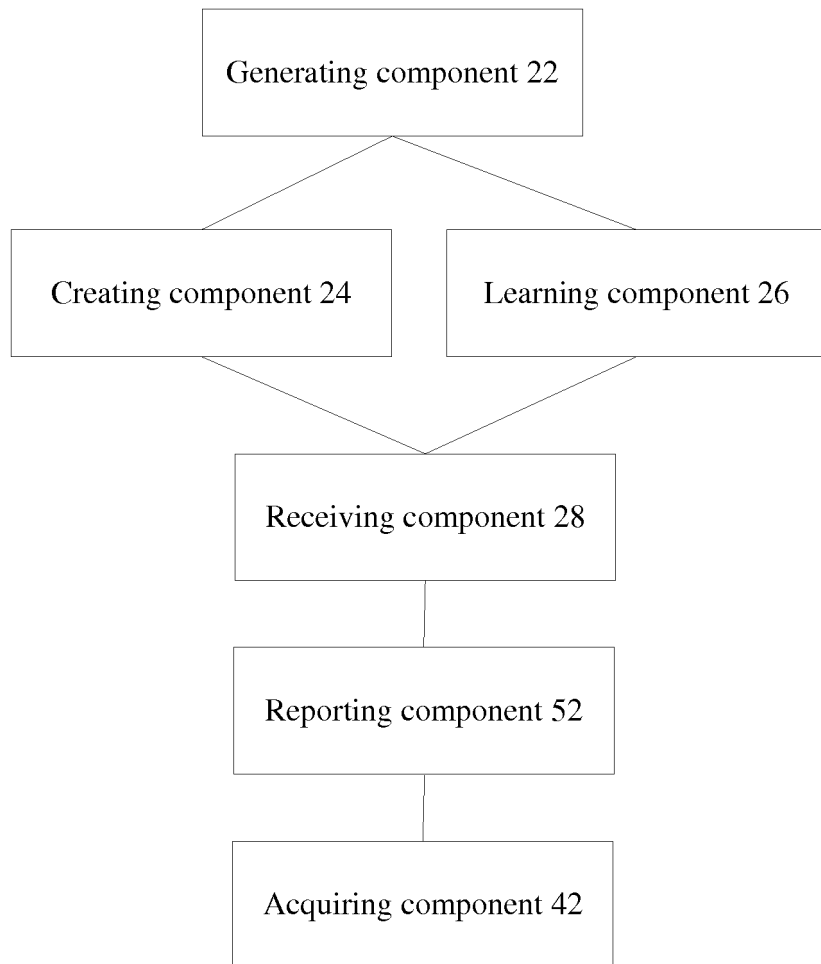 Generating component 22
Creating component 24
Learning component 26
Receiving component 28
Reporting component 52
Acquiring component 42